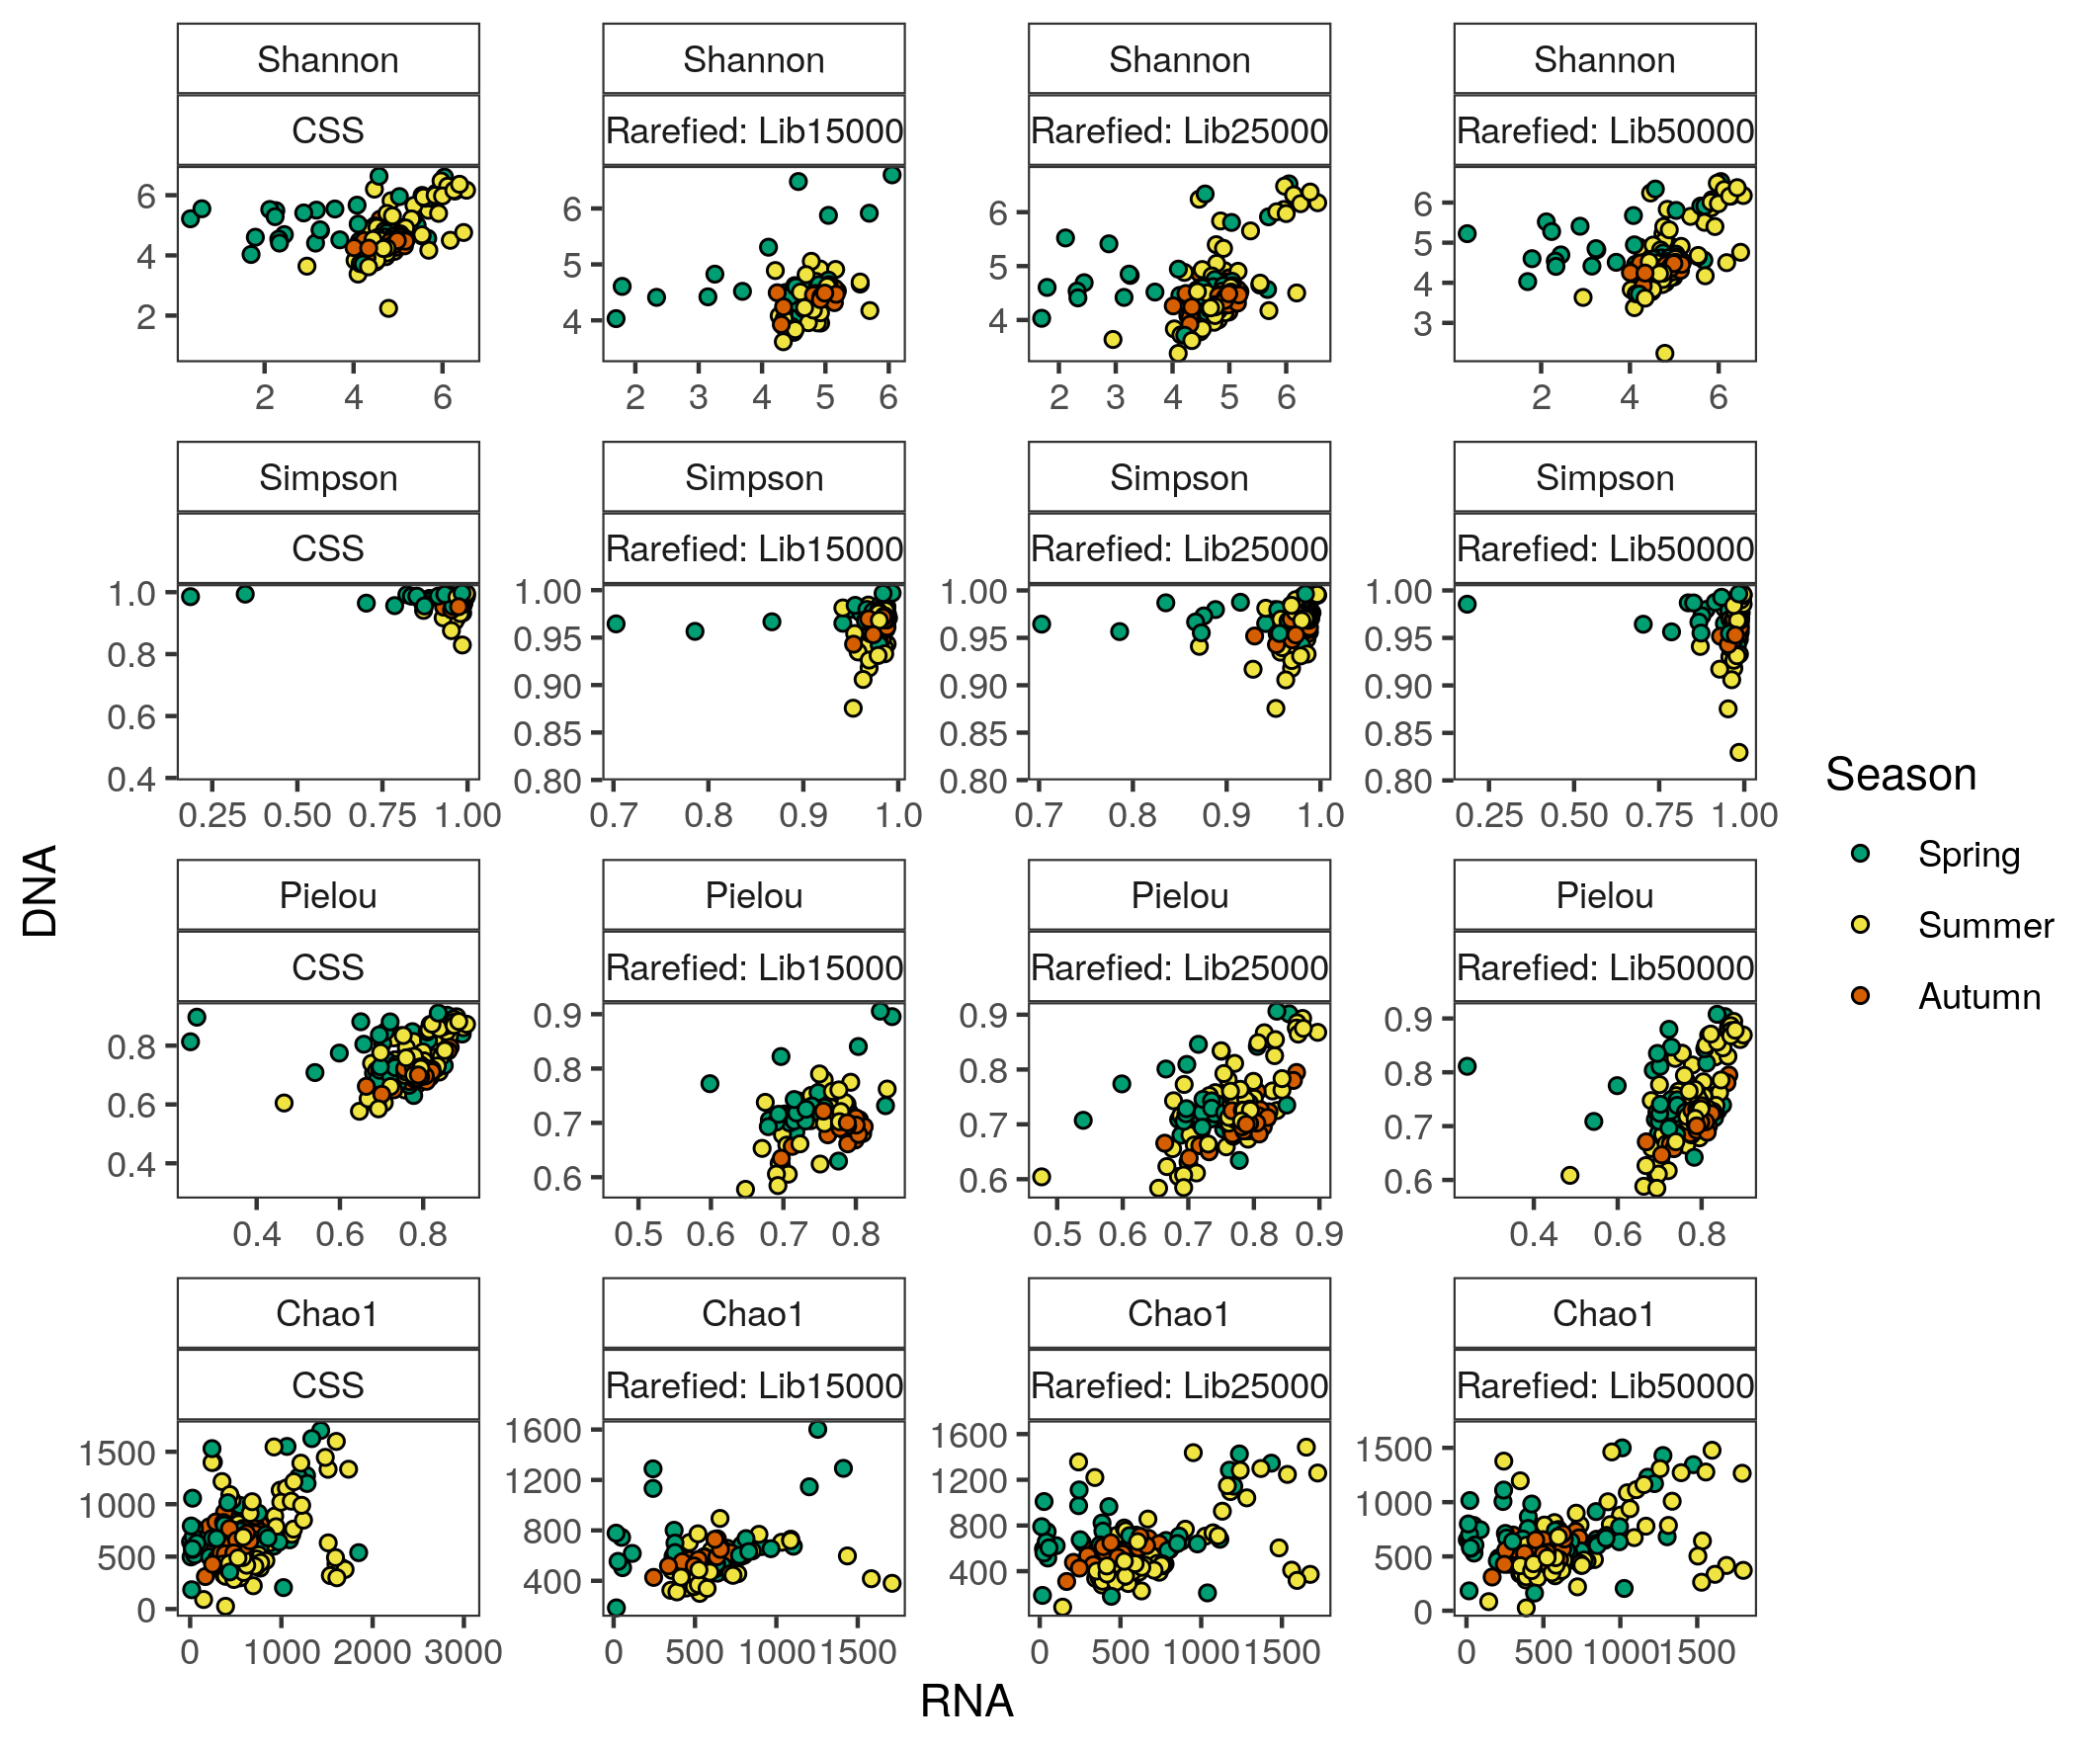 Shannon Shannon Shannon Shannon
CSS Rarefied: Lib15000 Rarefied: Lib25000 Rarefied: Lib50000
6 4 2
6 5 4
6 5 4
6 5 4 3
2 4 6
2 3 4 5 6
2 3 4 5 6
2 4 6
Simpson Simpson Simpson Simpson
CSS Rarefied: Lib15000 Rarefied: Lib25000 Rarefied: Lib50000
1.0 0.8 0.6 0.4
1.00 0.95 0.90 0.85 0.80
1.00 0.95 0.90 0.85 0.80
1.00 0.95 0.90 0.85 0.80
0.25 0.50 0.75 1.00
0.7 0.8 0.9 1.0
0.7 0.8 0.9 1.0
0.25 0.50 0.75 1.00
Pielou Pielou Pielou Pielou
CSS Rarefied: Lib15000 Rarefied: Lib25000 Rarefied: Lib50000
0.8 0.6 0.4
0.9 0.8 0.7 0.6
0.9 0.8 0.7 0.6
0.9 0.8 0.7 0.6
0.4 0.6 0.8
0.5 0.6 0.7 0.8
0.5 0.6 0.7 0.8 0.9
0.4 0.6 0.8
Chao1 Chao1 Chao1 Chao1
CSS Rarefied: Lib15000 Rarefied: Lib25000 Rarefied: Lib50000
1500 1000 500 0
1600 1200 800 400
1600 1200 800 400
1500 1000 500 0
0 1000 2000 3000
0 500 1000 1500
0 500 1000 1500
0 500 1000 1500
DNA
RNA
Season
Spring
Summer
Autumn